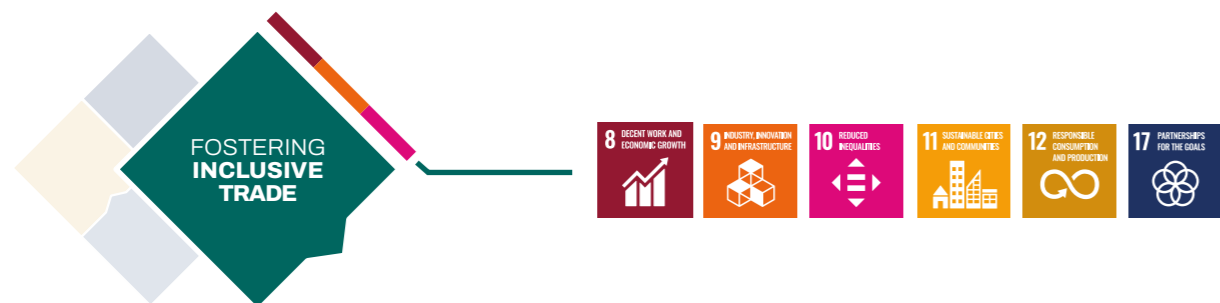 FOSTERING
INCLUSIVE
TRADE
8 DECENT WORK AND
ECONOMIC GROWTH
9 INDUSTRY, INNOVATION
AND INFRASTRUCTURE
10 REDUCED
INEQUALITIES
11 SUSTAINABLE CITIES
AND COMMUNITIES
12 RESPONSIBLE
CONSUMPTION
AND PRODUCTION
17 PARTNERSHIPS
FOR THE GOALS